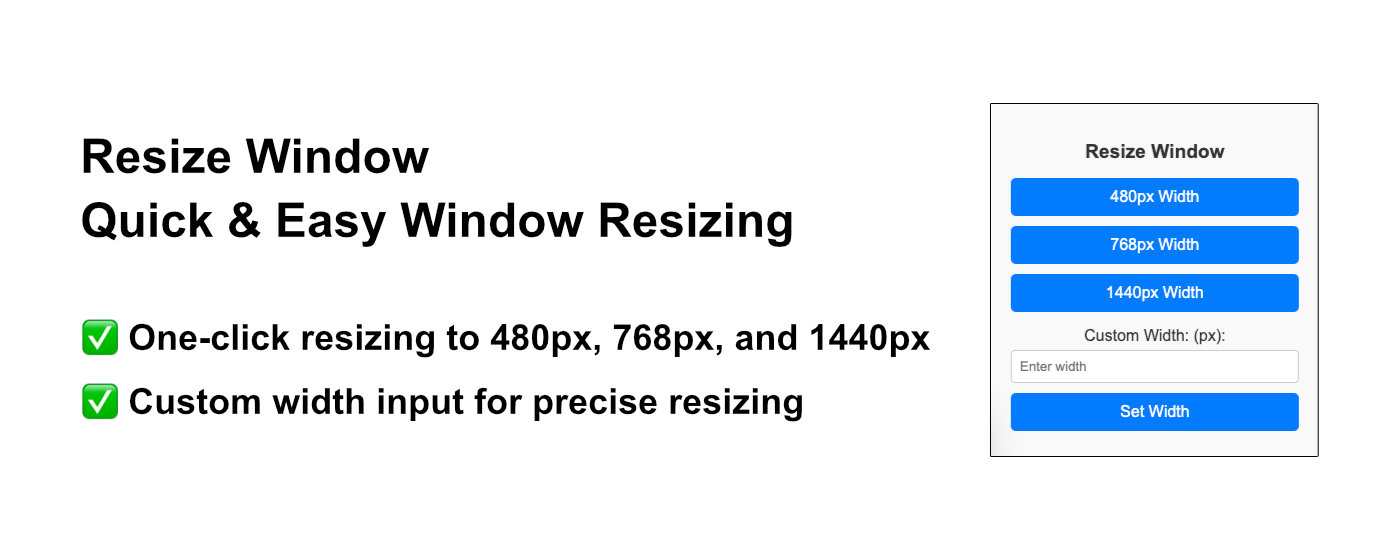 Resize Window
Quick & Easy Window Resizing
✅ One-click resizing to 480px, 768px, and 1440px
✅ Custom width input for precise resizing
Resize Window
480px Width
768px Width
1440px Width
Custom Width: (px):
Enter width
Set Width